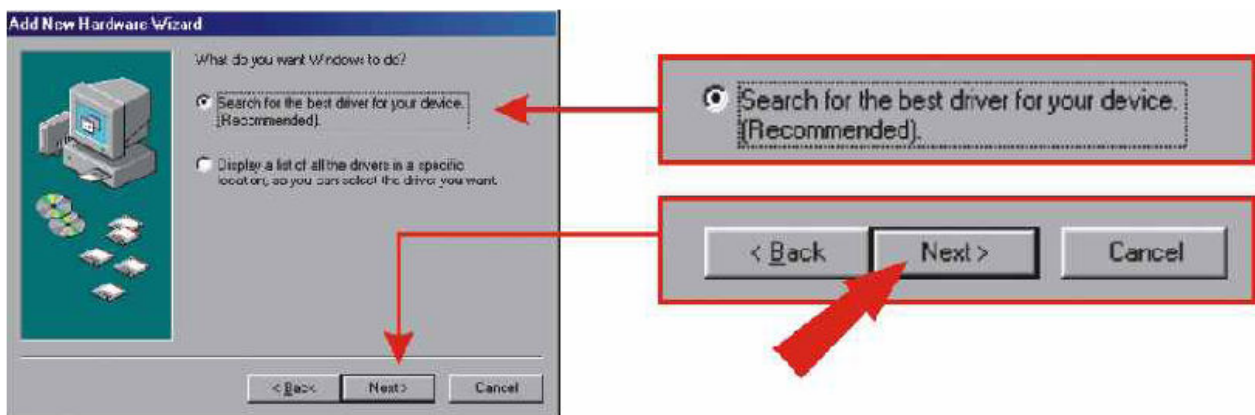 Add New Hardware Wizard
What do you want Windows to do?
Search for the best driver for your device.
(Recommended).
Display a list of all the drivers in a specific
location, so you can select the driver you want.
< Back
Next >
Cancel
Search for the best driver for your device.
(Recommended).
< Back
Next >
Cancel